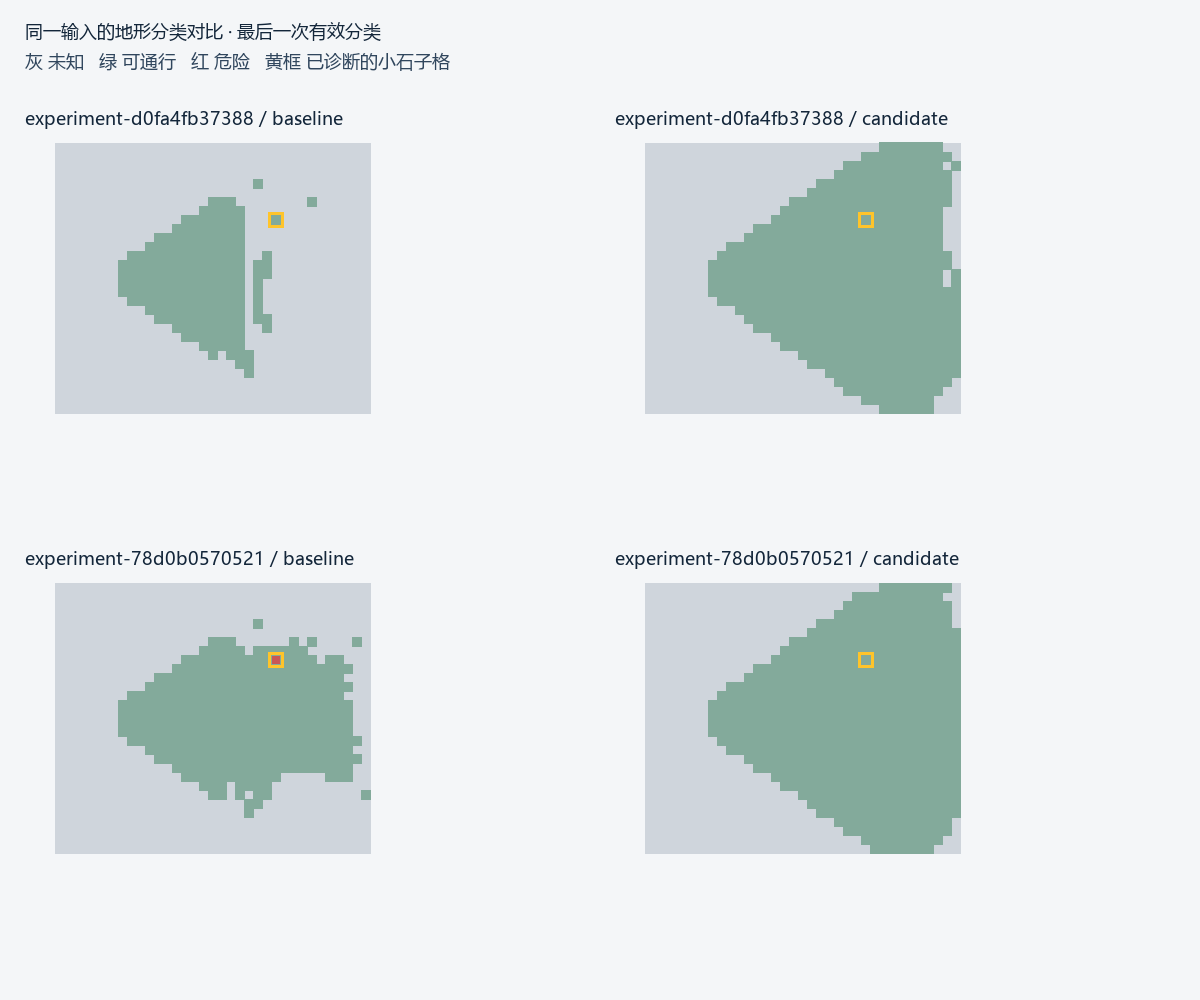 同一输入的地形分类对比 · 最后一次有效分类
灰 未知 绿 可通行 红 危险 黄框 已诊断的小石子格
experiment-d0fa4fb37388 / baseline
experiment-d0fa4fb37388 / candidate
experiment-78d0b0570521 / baseline
experiment-78d0b0570521 / candidate